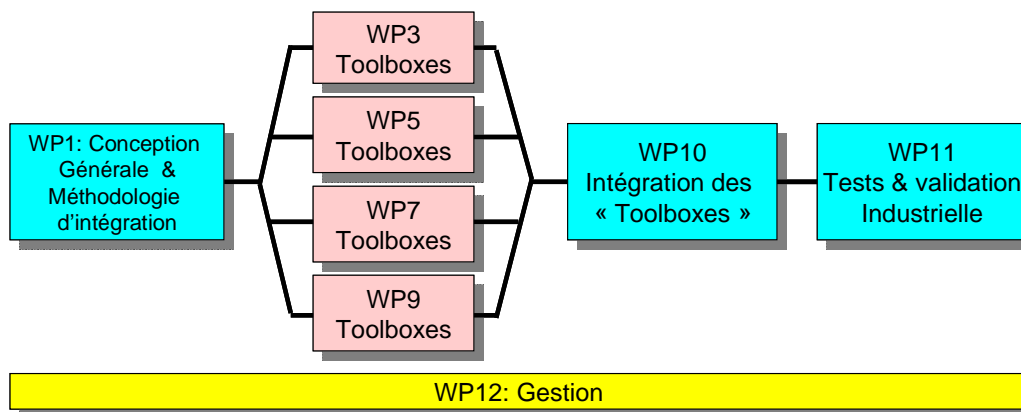 WP1: Conception
Générale & 
Méthodologie
d'intégration
WP3
Toolboxes
WP5
Toolboxes
WP7
Toolboxes
WP9
Toolboxes
WP10
Intégration des
« Toolboxes »
WP11
Tests & validation
Industrielle
WP12: Gestion